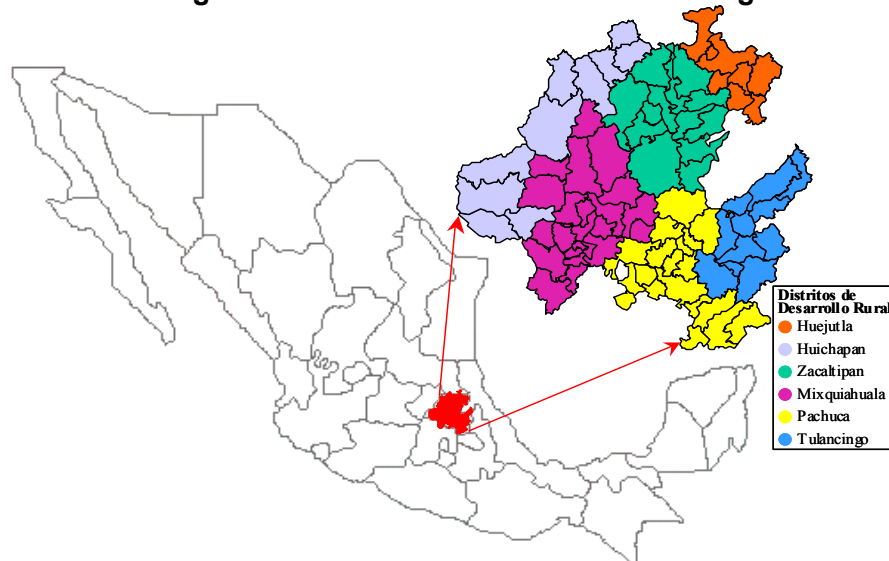 Distritos de
Desarrollo Rural
Huejutla
Huichapan
Zacaltipan
Mixquiahuala
Pachuca
Tulancingo